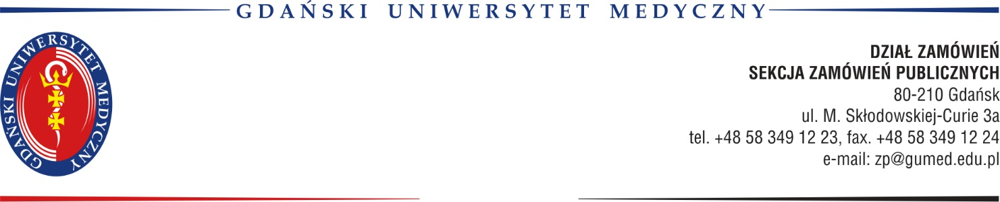 GDAŃSKI UNIWERSYTET MEDYCZNY
GDAŃSKI UNIWERSYTET MEDYCZNY
DZIAŁ ZAMÓWIEŃ
SEKCJA ZAMÓWIEŃ PUBLICZNYCH
80-210 Gdańsk
ul. M. Skłodowskiej-Curie 3a
tel. +48 58 349 12 23, fax. +48 58 349 12 24
e-mail: zp@gumed.edu.pl